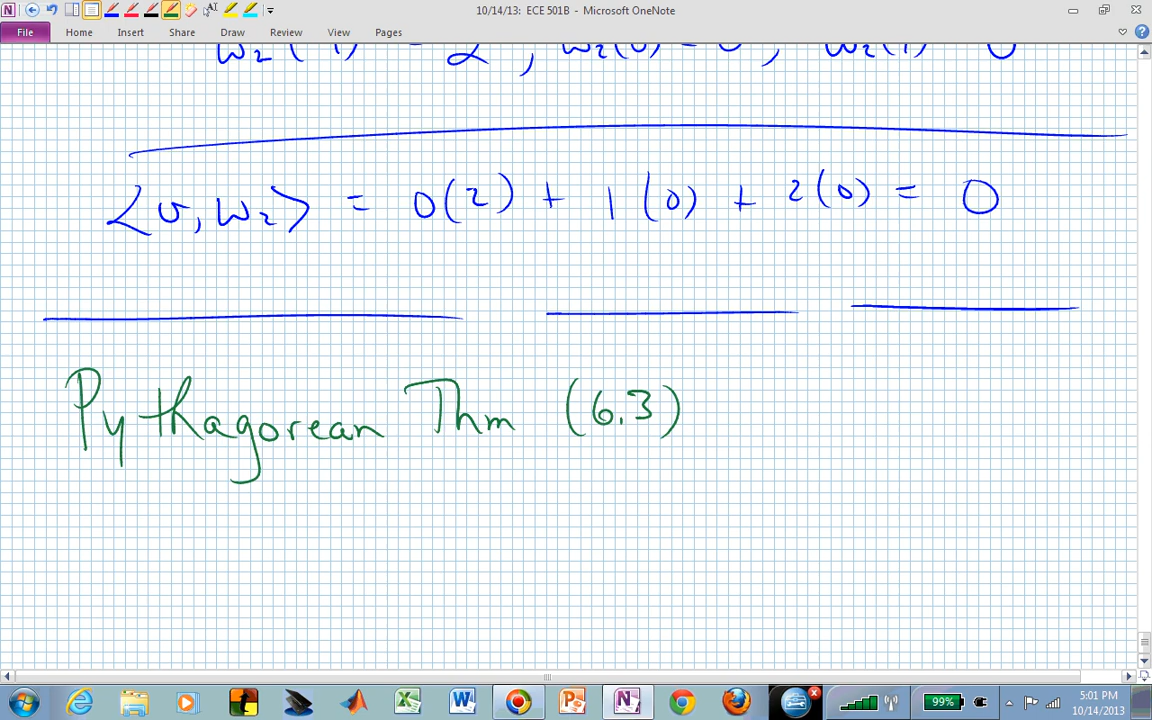 10/14/13: ECE 501B - Microsoft OneNote
File Home Insert Share Draw Review View Pages
⟨v, w₂⟩ = 0(2) + 1(0) + 2(0) = 0
Pythagorean Thm (6.3)
99%
5:01 PM
10/14/2013